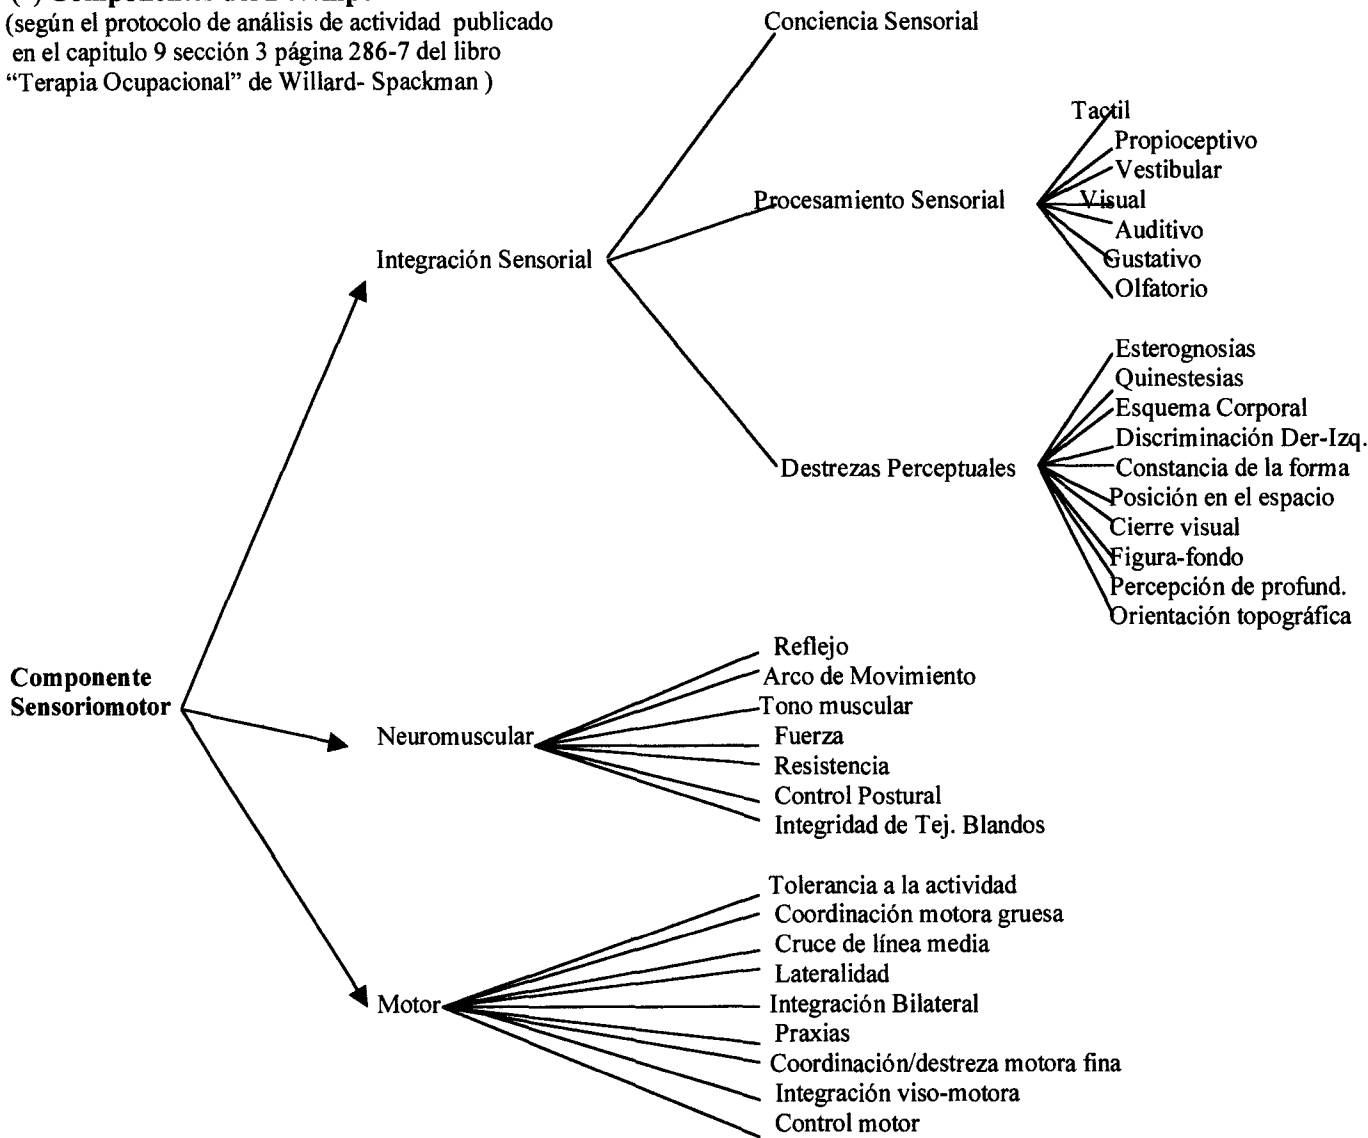 (según el protocolo de análisis de actividad publicado
en el capitulo 9 sección 3 página 286-7 del libro
“Terapia Ocupacional” de Willard- Spackman )
Conciencia Sensorial
Tactil
Propioceptivo
Vestibular
Procesamiento Sensorial
Visual
Auditivo
Integración Sensorial
Gustativo
Olfatorio
Esterognosias
Quinestesias
Esquema Corporal
Discriminación Der-Izq.
Destrezas Perceptuales
Constancia de la forma
Posición en el espacio
Cierre visual
Figura-fondo
Percepción de profund.
Orientación topográfica
Componente
Sensoriomotor
Reflejo
Arco de Movimiento
Tono muscular
Neuromuscular
Fuerza
Resistencia
Control Postural
Integridad de Tej. Blandos
Tolerancia a la actividad
Coordinación motora gruesa
Cruce de línea media
Lateralidad
Motor
Integración Bilateral
Praxias
Coordinación/destreza motora fina
Integración viso-motora
Control motor